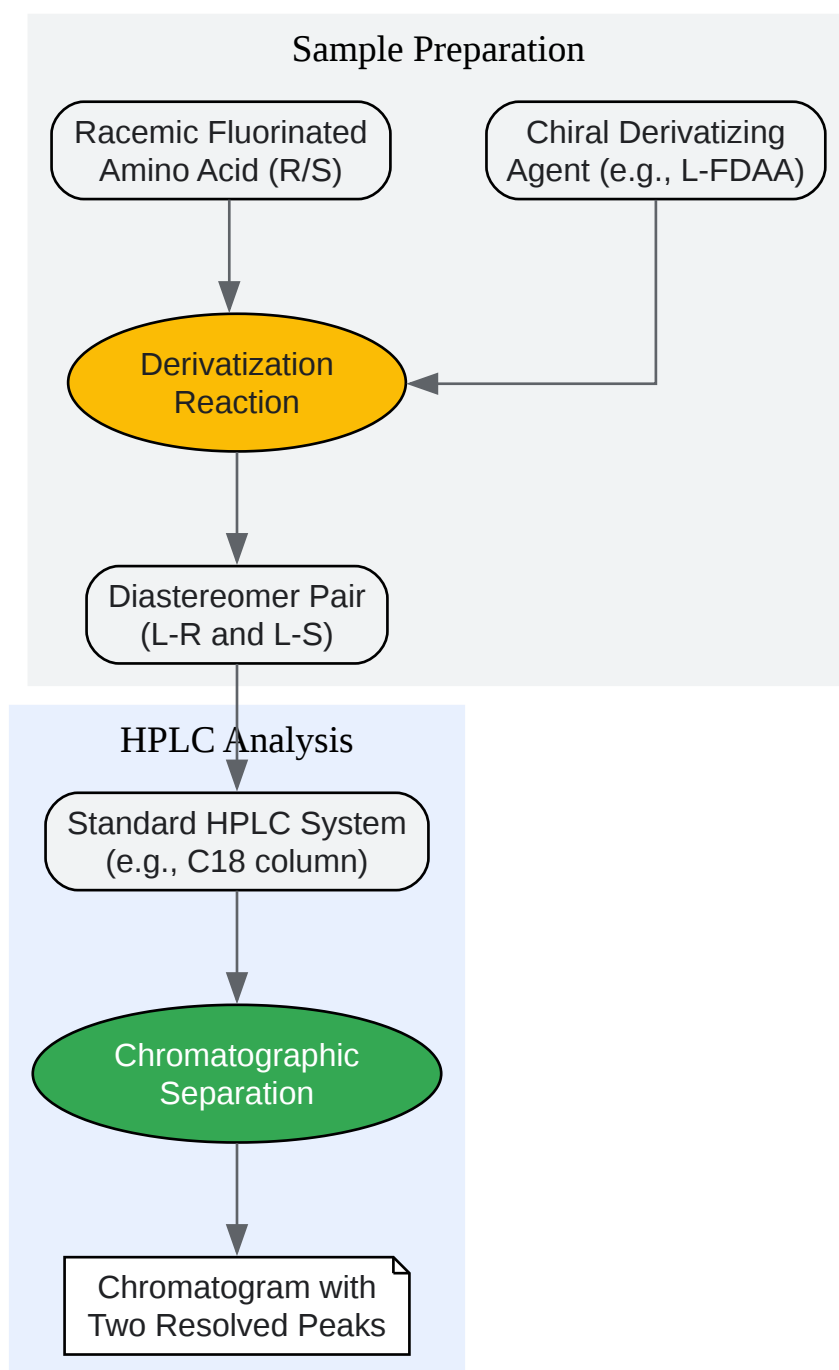 Sample Preparation
Racemic Fluorinated
Amino Acid (R/S)
Chiral Derivatizing
Agent (e.g., L-FDAA)
Derivatization
Reaction
Diastereomer Pair
(L-R and L-S)
HPLC Analysis
Standard HPLC System
(e.g., C18 column)
Chromatographic
Separation
Chromatogram with
Two Resolved Peaks